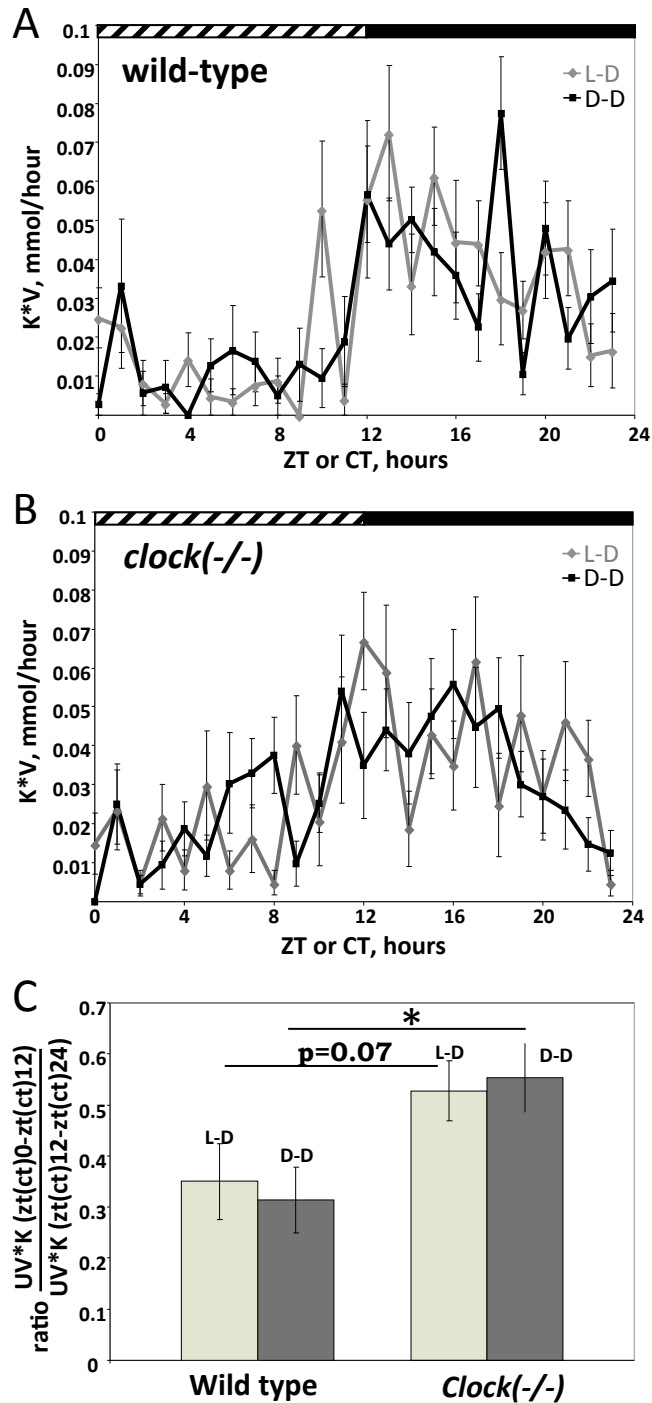 A
wild-type
L-D
D-D
K*V, mmol/hour
0.1
0.09
0.08
0.07
0.06
0.05
0.04
0.03
0.02
0.01
0 4 8 12 16 20 24
ZT or CT, hours
B
clock(-/-)
L-D
D-D
K*V, mmol/hour
0.1
0.09
0.08
0.07
0.06
0.05
0.04
0.03
0.02
0.01
0 4 8 12 16 20 24
ZT or CT, hours
C
ratio UV*K (zt(ct)0-zt(ct)12)
UV*K (zt(ct)12-zt(ct)24)
0.7
0.6
0.5
0.4
0.3
0.2
0.1
0
*
p=0.07
L-D
D-D
L-D
D-D
Wild type
Clock(-/-)